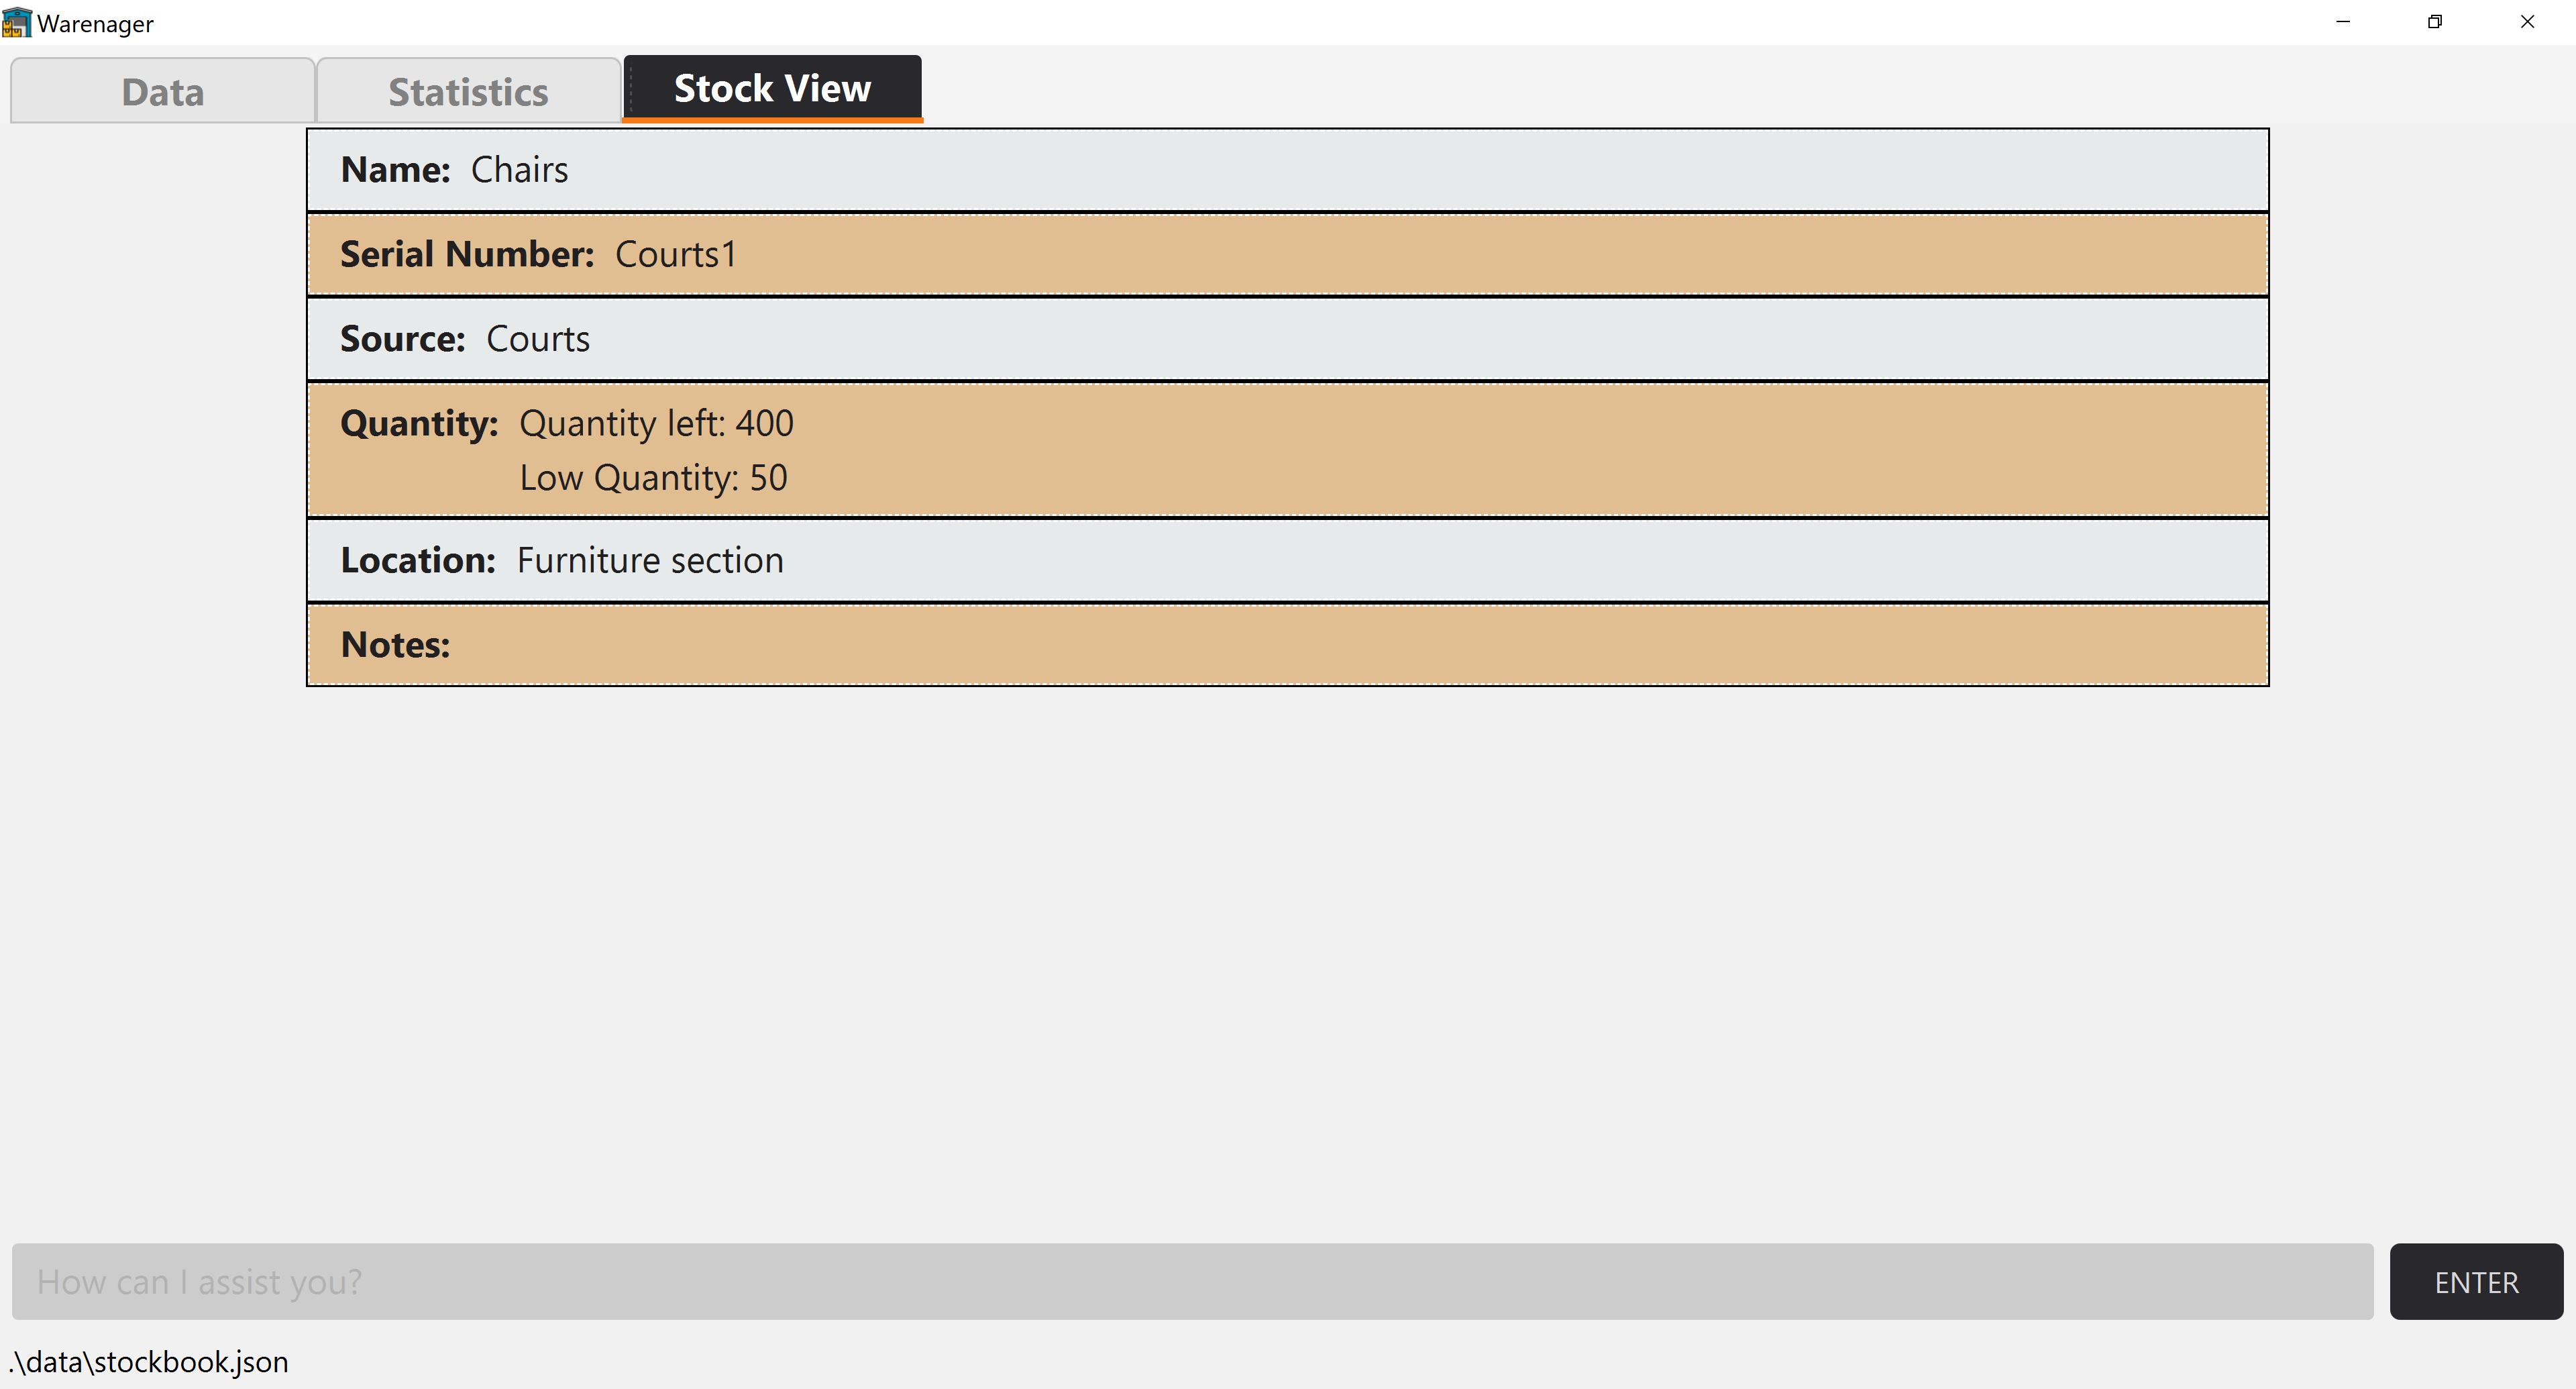 Warenager
Data Statistics Stock View
Name: Chairs
Serial Number: Courts1
Source: Courts
Quantity: Quantity left: 400
Low Quantity: 50
Location: Furniture section
Notes:
How can I assist you? ENTER
.\data\stockbook.json